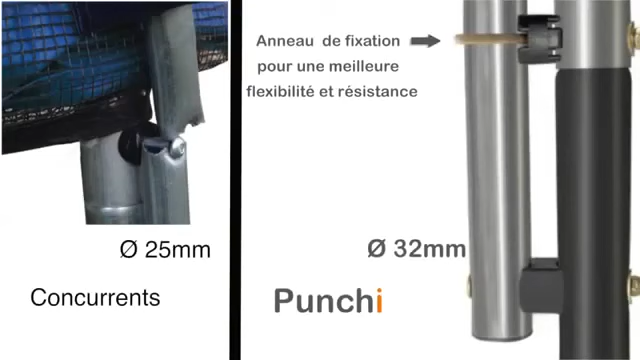 Ø 25mm
Concurrents
Anneau de fixation
pour une meilleure
flexibilité et résistance
Ø 32mm
Punchi